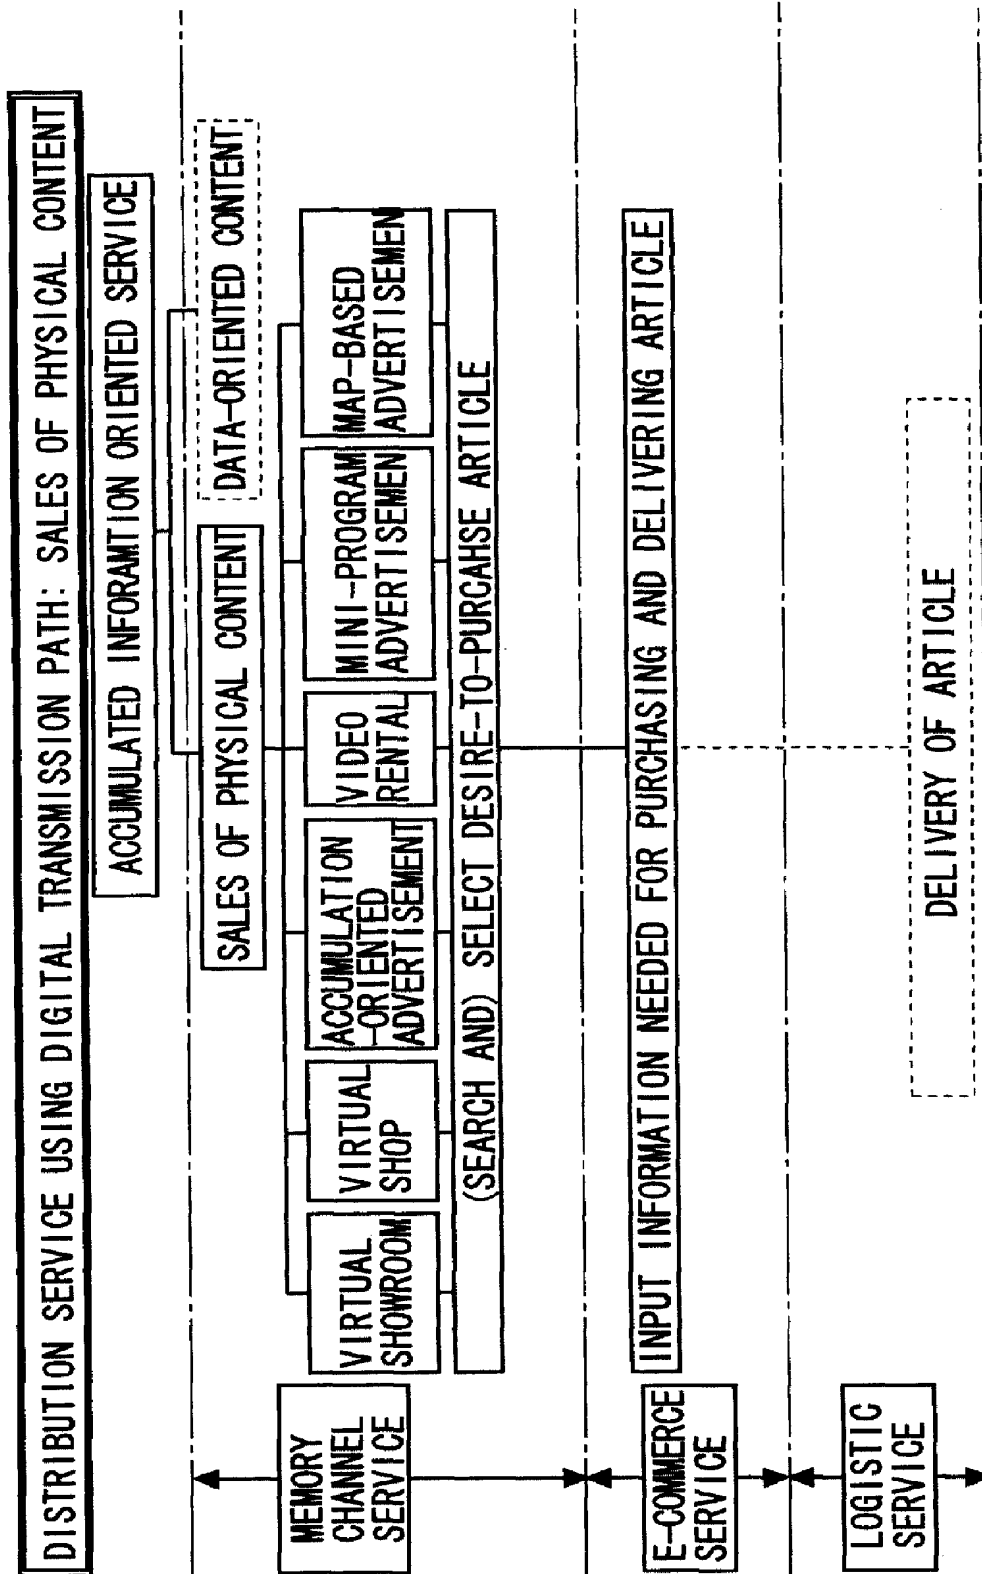 DISTRIBUTION SERVICE USING DIGITAL TRANSMISSION PATH: SALES OF PHYSICAL CONTENT
ACCUMULATED INFORAMTION ORIENTED SERVICE
SALES OF PHYSICAL CONTENT
DATA-ORIENTED CONTENT
MEMORY
CHANNEL
SERVICE
VIRTUAL
SHOWROOM
VIRTUAL
SHOP
ACCUMULATION
-ORIENTED
ADVERTISEMENT
VIDEO
RENTAL
MINI-PROGRAM
ADVERTISEMEN
MAP-BASED
ADVERTISEMEN
(SEARCH AND) SELECT DESIRE-TO-PURCAHSE ARTICLE
E-COMMERCE
SERVICE
INPUT INFORMATION NEEDED FOR PURCHASING AND DELIVERING ARTICLE
LOGISTIC
SERVICE
DELIVERY OF ARTICLE